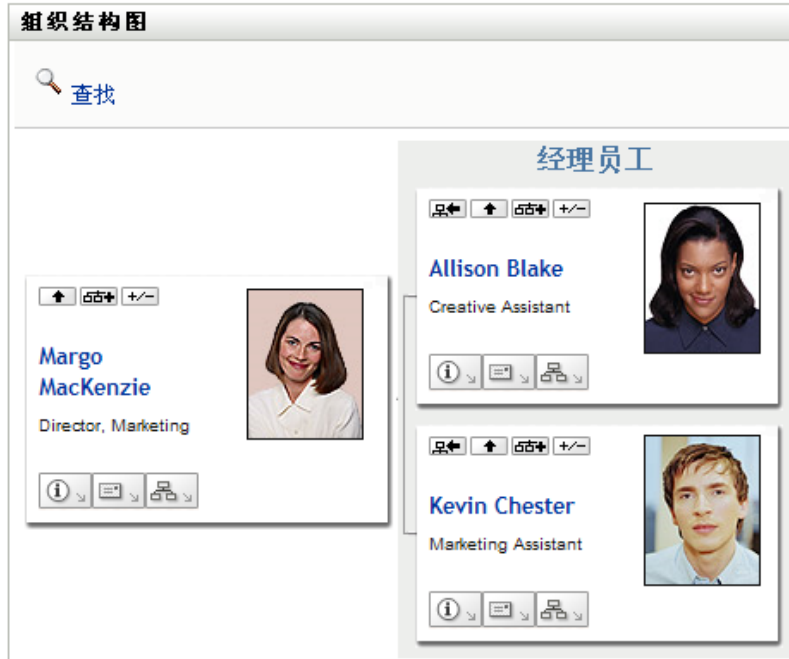 组织结构图
查找
经理员工
Margo
MacKenzie
Director, Marketing
Allison Blake
Creative Assistant
Kevin Chester
Marketing Assistant